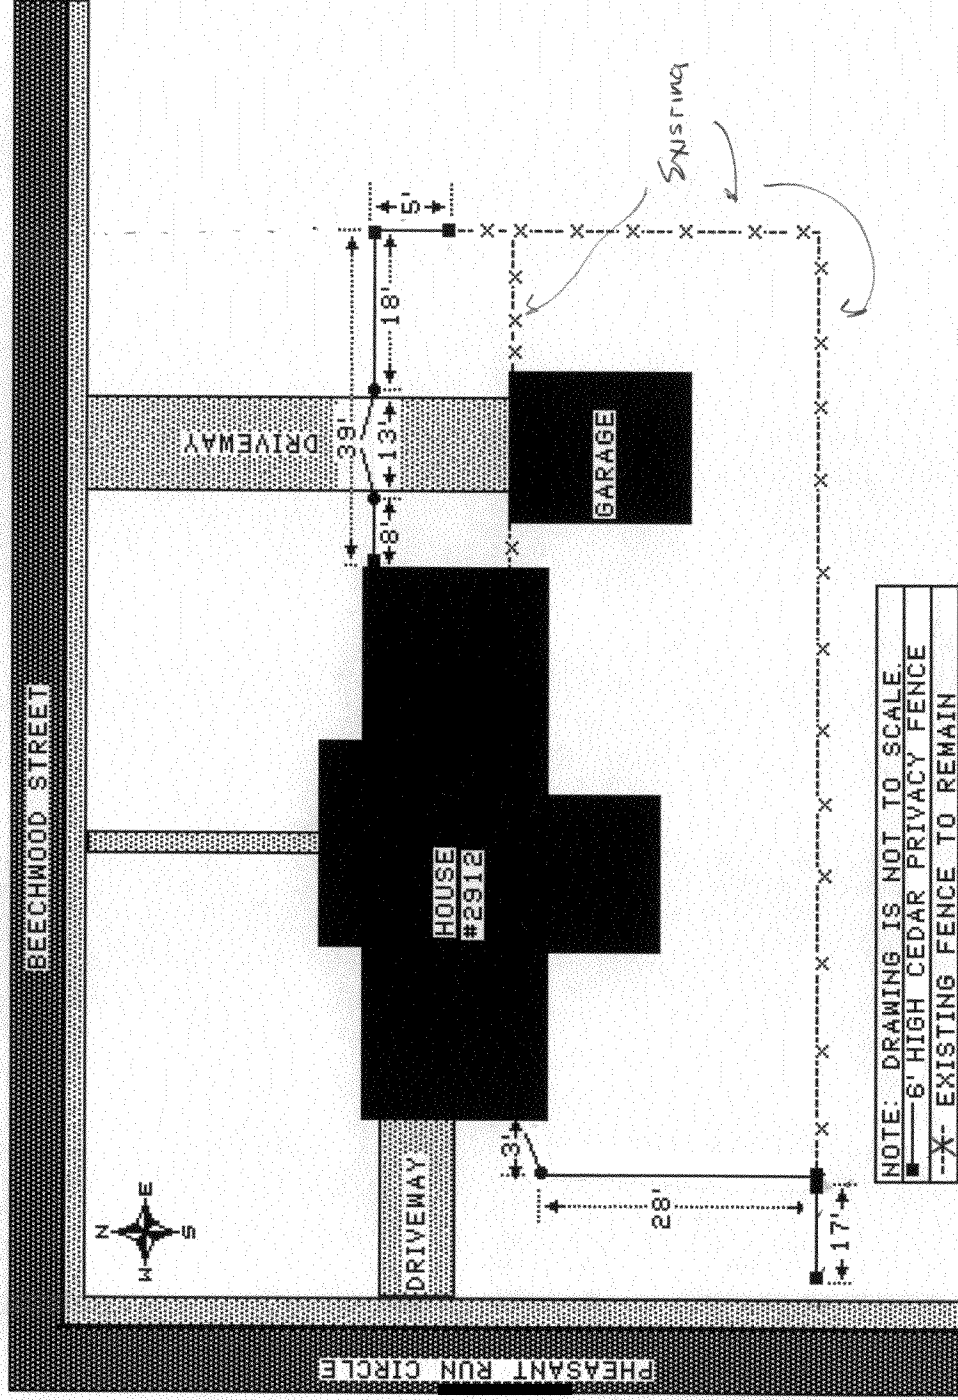 BEECHWOOD STREET
PHEASANT RUN CIRCLE
N
W
E
S
DRIVEWAY
HOUSE
#2912
DRIVEWAY
GARAGE
39'
8'
13'
18'
5'
3'
28'
17'
Existing
NOTE: DRAWING IS NOT TO SCALE.
6' HIGH CEDAR PRIVACY FENCE
--X- EXISTING FENCE TO REMAIN